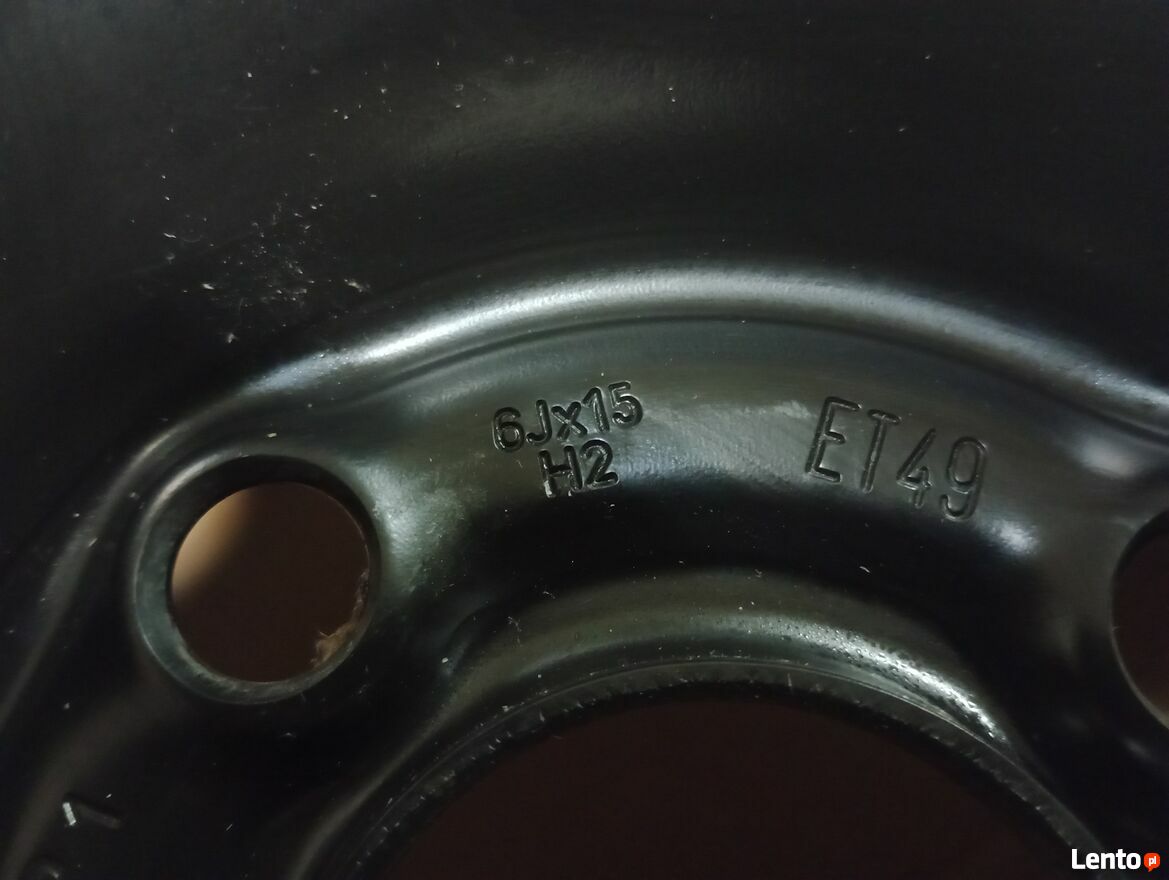 6Jx15
H2
ET49
Lento.pl